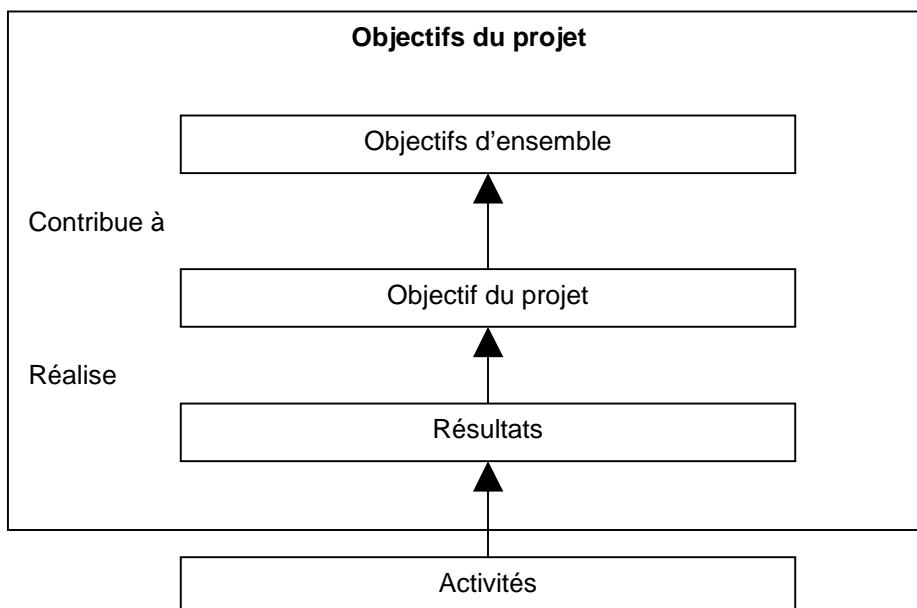 Objectifs du projet
Objectifs d’ensemble
Contribue à
Objectif du projet
Réalise
Résultats
Activités